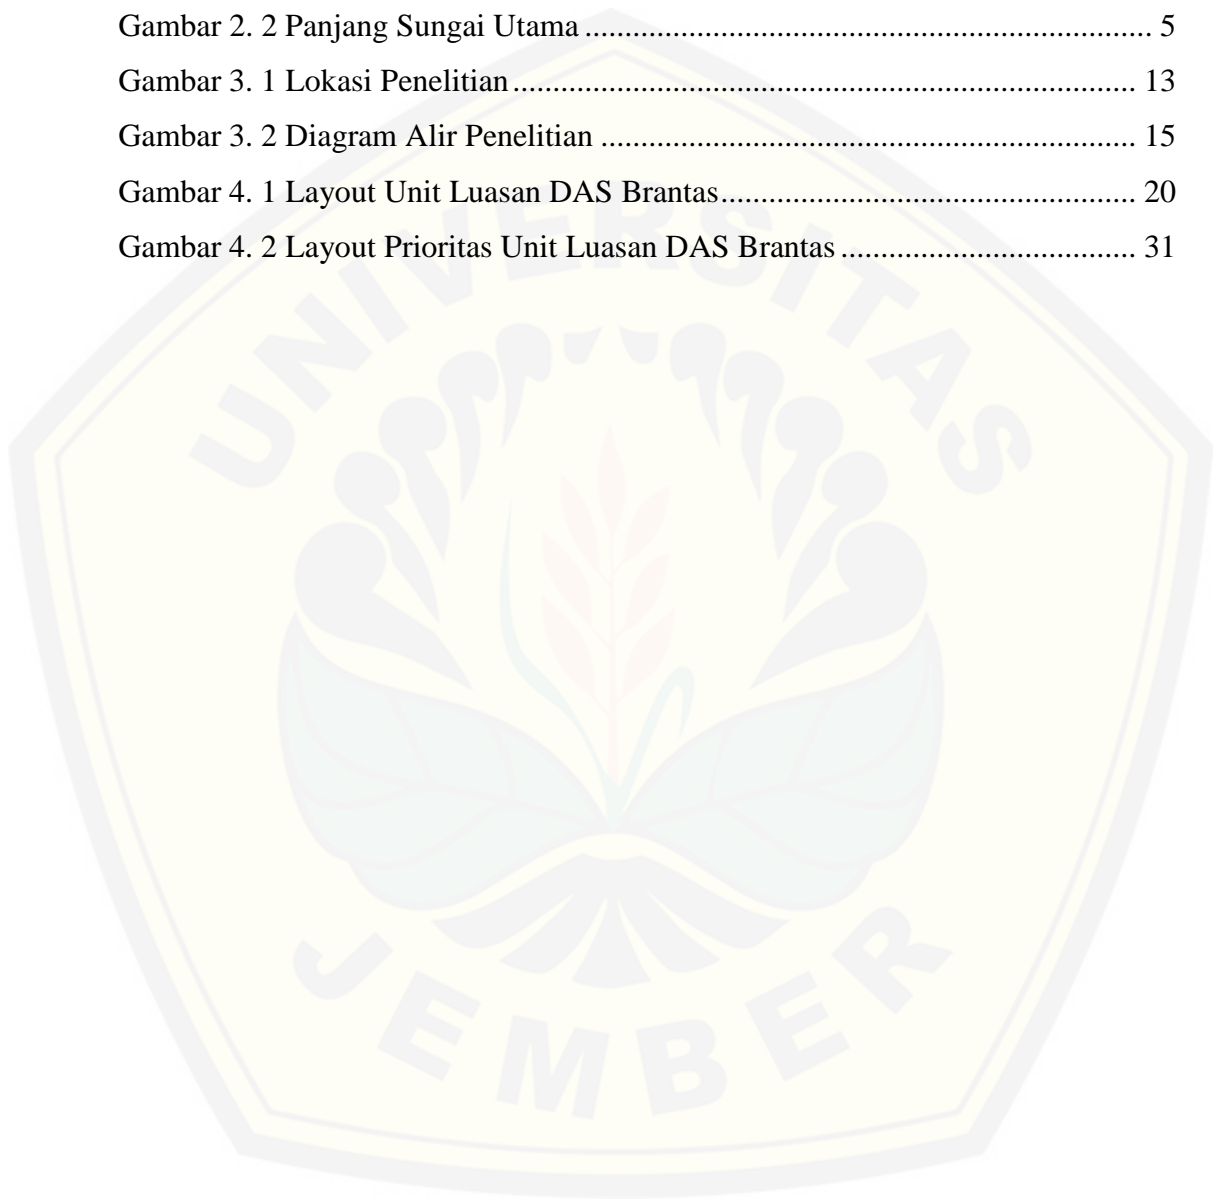 Gambar 2. 2 Panjang Sungai Utama ....................................................................... 5
Gambar 3. 1 Lokasi Penelitian .............................................................................. 13
Gambar 3. 2 Diagram Alir Penelitian ................................................................... 15
Gambar 4. 1 Layout Unit Luasan DAS Brantas .................................................... 20
Gambar 4. 2 Layout Prioritas Unit Luasan DAS Brantas ..................................... 31
UNIVERSITAS
JEMBER